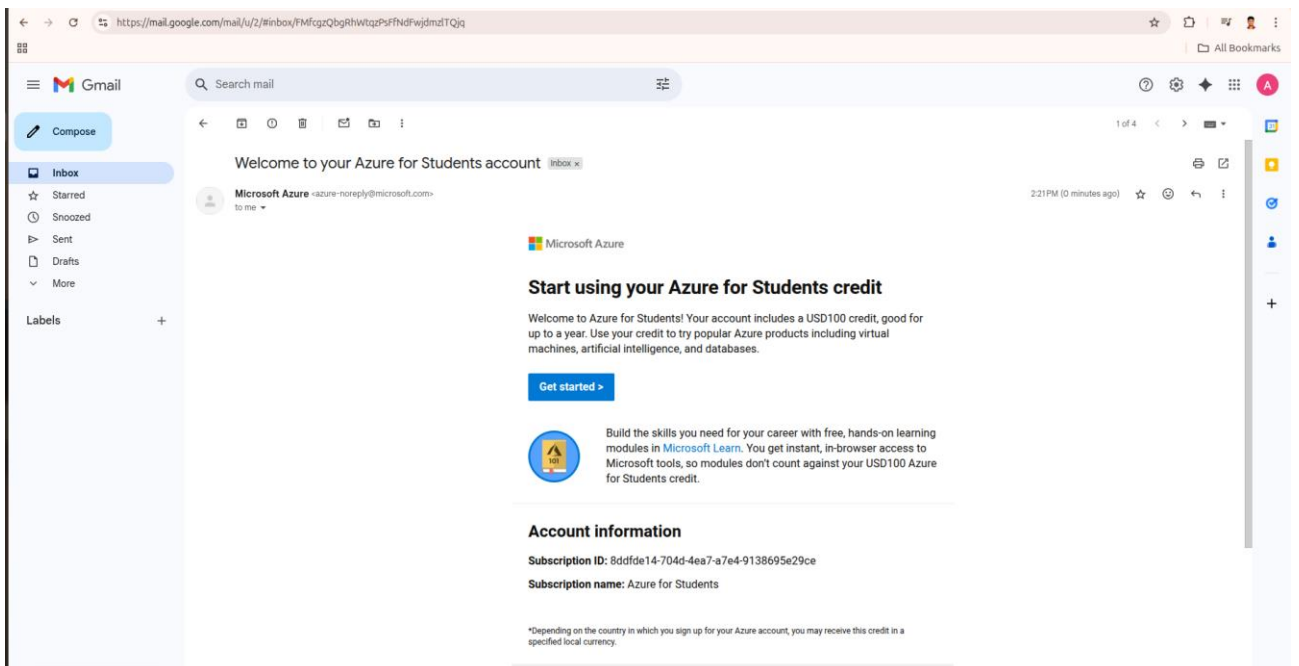 https://mail.google.com/mail/u/2/#inbox/FMfcgzQbgRhWtqzPsFfNdFwjdmzlTQjq
All Bookmarks
Gmail
Search mail
A
Compose
1 of 4
Welcome to your Azure for Students account Inbox x
Inbox
Starred
Snoozed
Sent
Drafts
More
Labels
Microsoft Azure <azure-noreply@microsoft.com>
2:21 PM (0 minutes ago)
to me
Microsoft Azure
Start using your Azure for Students credit
Welcome to Azure for Students! Your account includes a USD100 credit, good for
up to a year. Use your credit to try popular Azure products including virtual
machines, artificial intelligence, and databases.
Get started >
101
Build the skills you need for your career with free, hands-on learning
modules in Microsoft Learn. You get instant, in-browser access to
Microsoft tools, so modules don't count against your USD100 Azure
for Students credit.
Account information
Subscription ID: 8ddfde14-704d-4ea7-a7e4-9138695e29ce
Subscription name: Azure for Students
*Depending on the country in which you sign up for your Azure account, you may receive this credit in a
specified local currency.